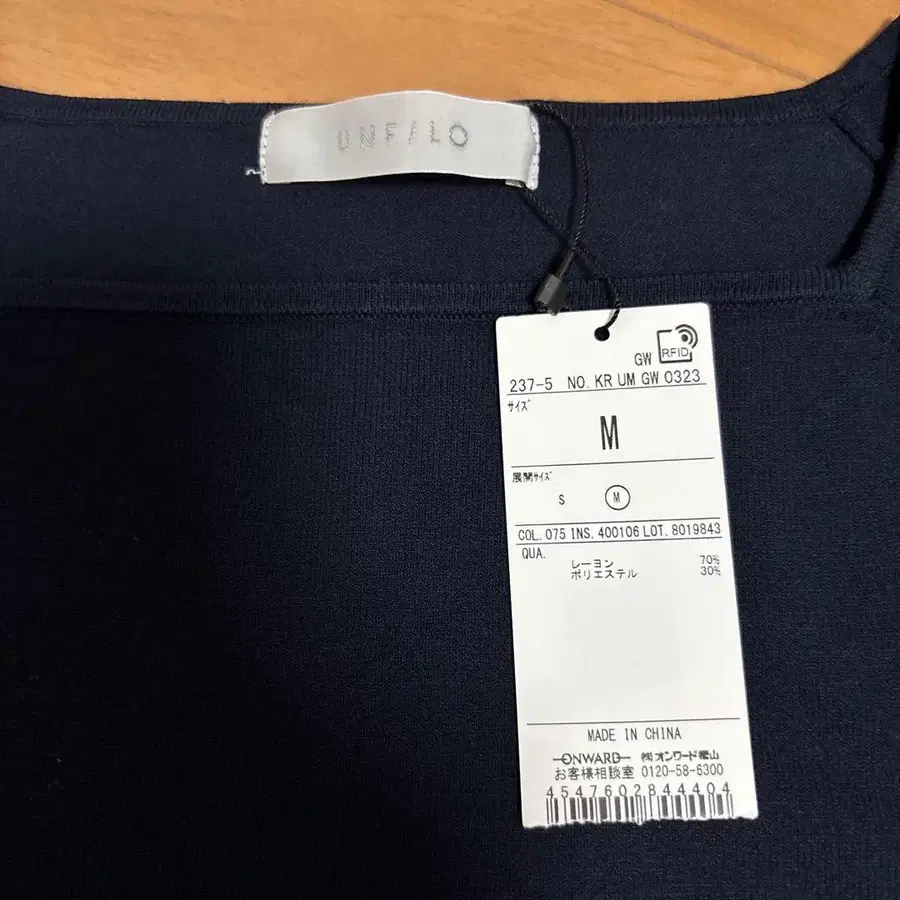 UNFILO
GW RFID
237-5 NO. KR UM GW 0323
サイズ
M
展開サイズ
S M
COL. 075 INS. 400106 LOT. 8019843
QUA.
レーヨン 70%
ポリエステル 30%
MADE IN CHINA
ONWARD ㈱オンワード樫山
お客様相談室 0120-58-6300
4547602844404